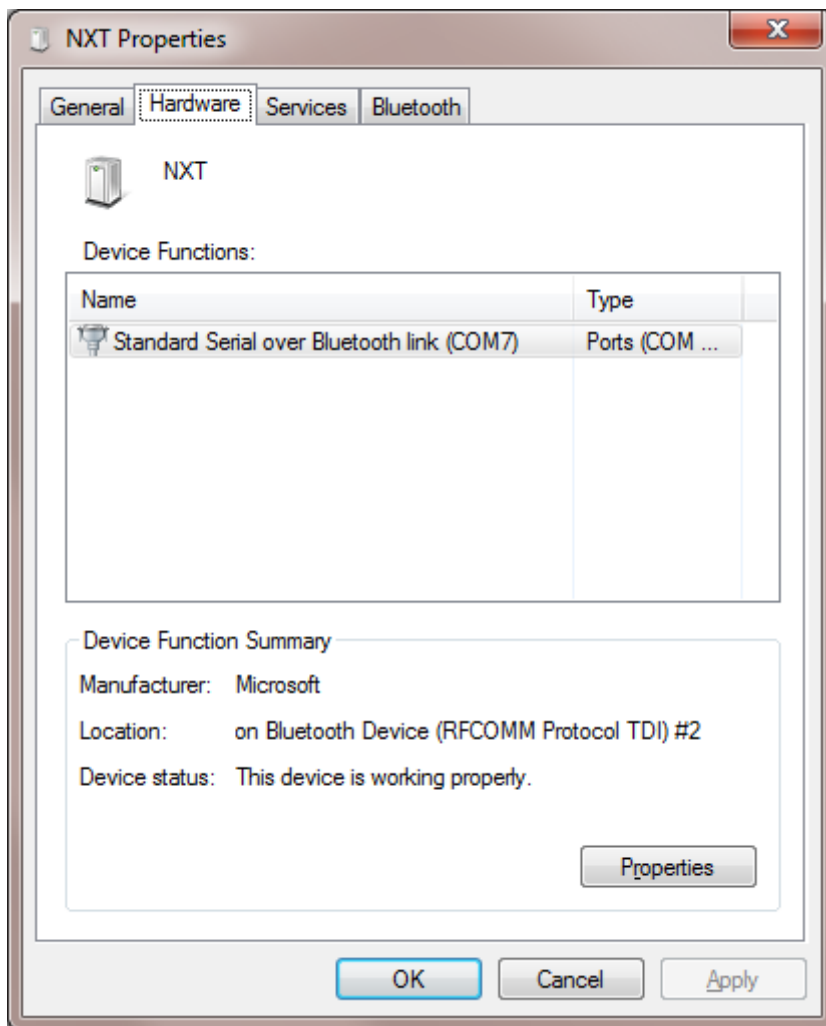 NXT Properties
General Hardware Services Bluetooth
NXT
Device Functions:
Name Type
Standard Serial over Bluetooth link (COM7) Ports (COM ...
Device Function Summary
Manufacturer: Microsoft
Location: on Bluetooth Device (RFCOMM Protocol TDI) #2
Device status: This device is working properly.
Properties
OK Cancel Apply